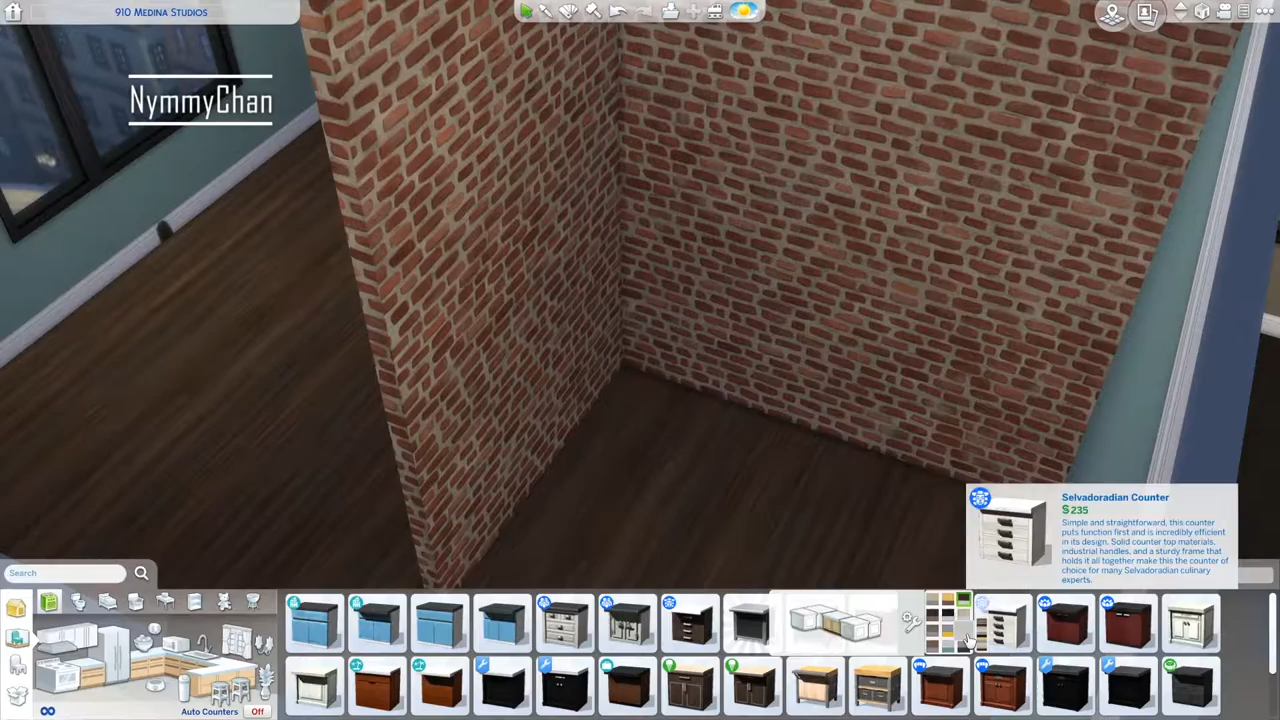 910 Medina Studios
NymmyChan
Selvadoradian Counter
§235
Simple and straightforward, this counter
puts function first and is incredibly efficient
in its design. Solid counter top materials,
industrial handles, and a sturdy frame that
holds it all together make this the counter of
choice for many Selvadoradian culinary
experts.
Search
Auto Counters Off